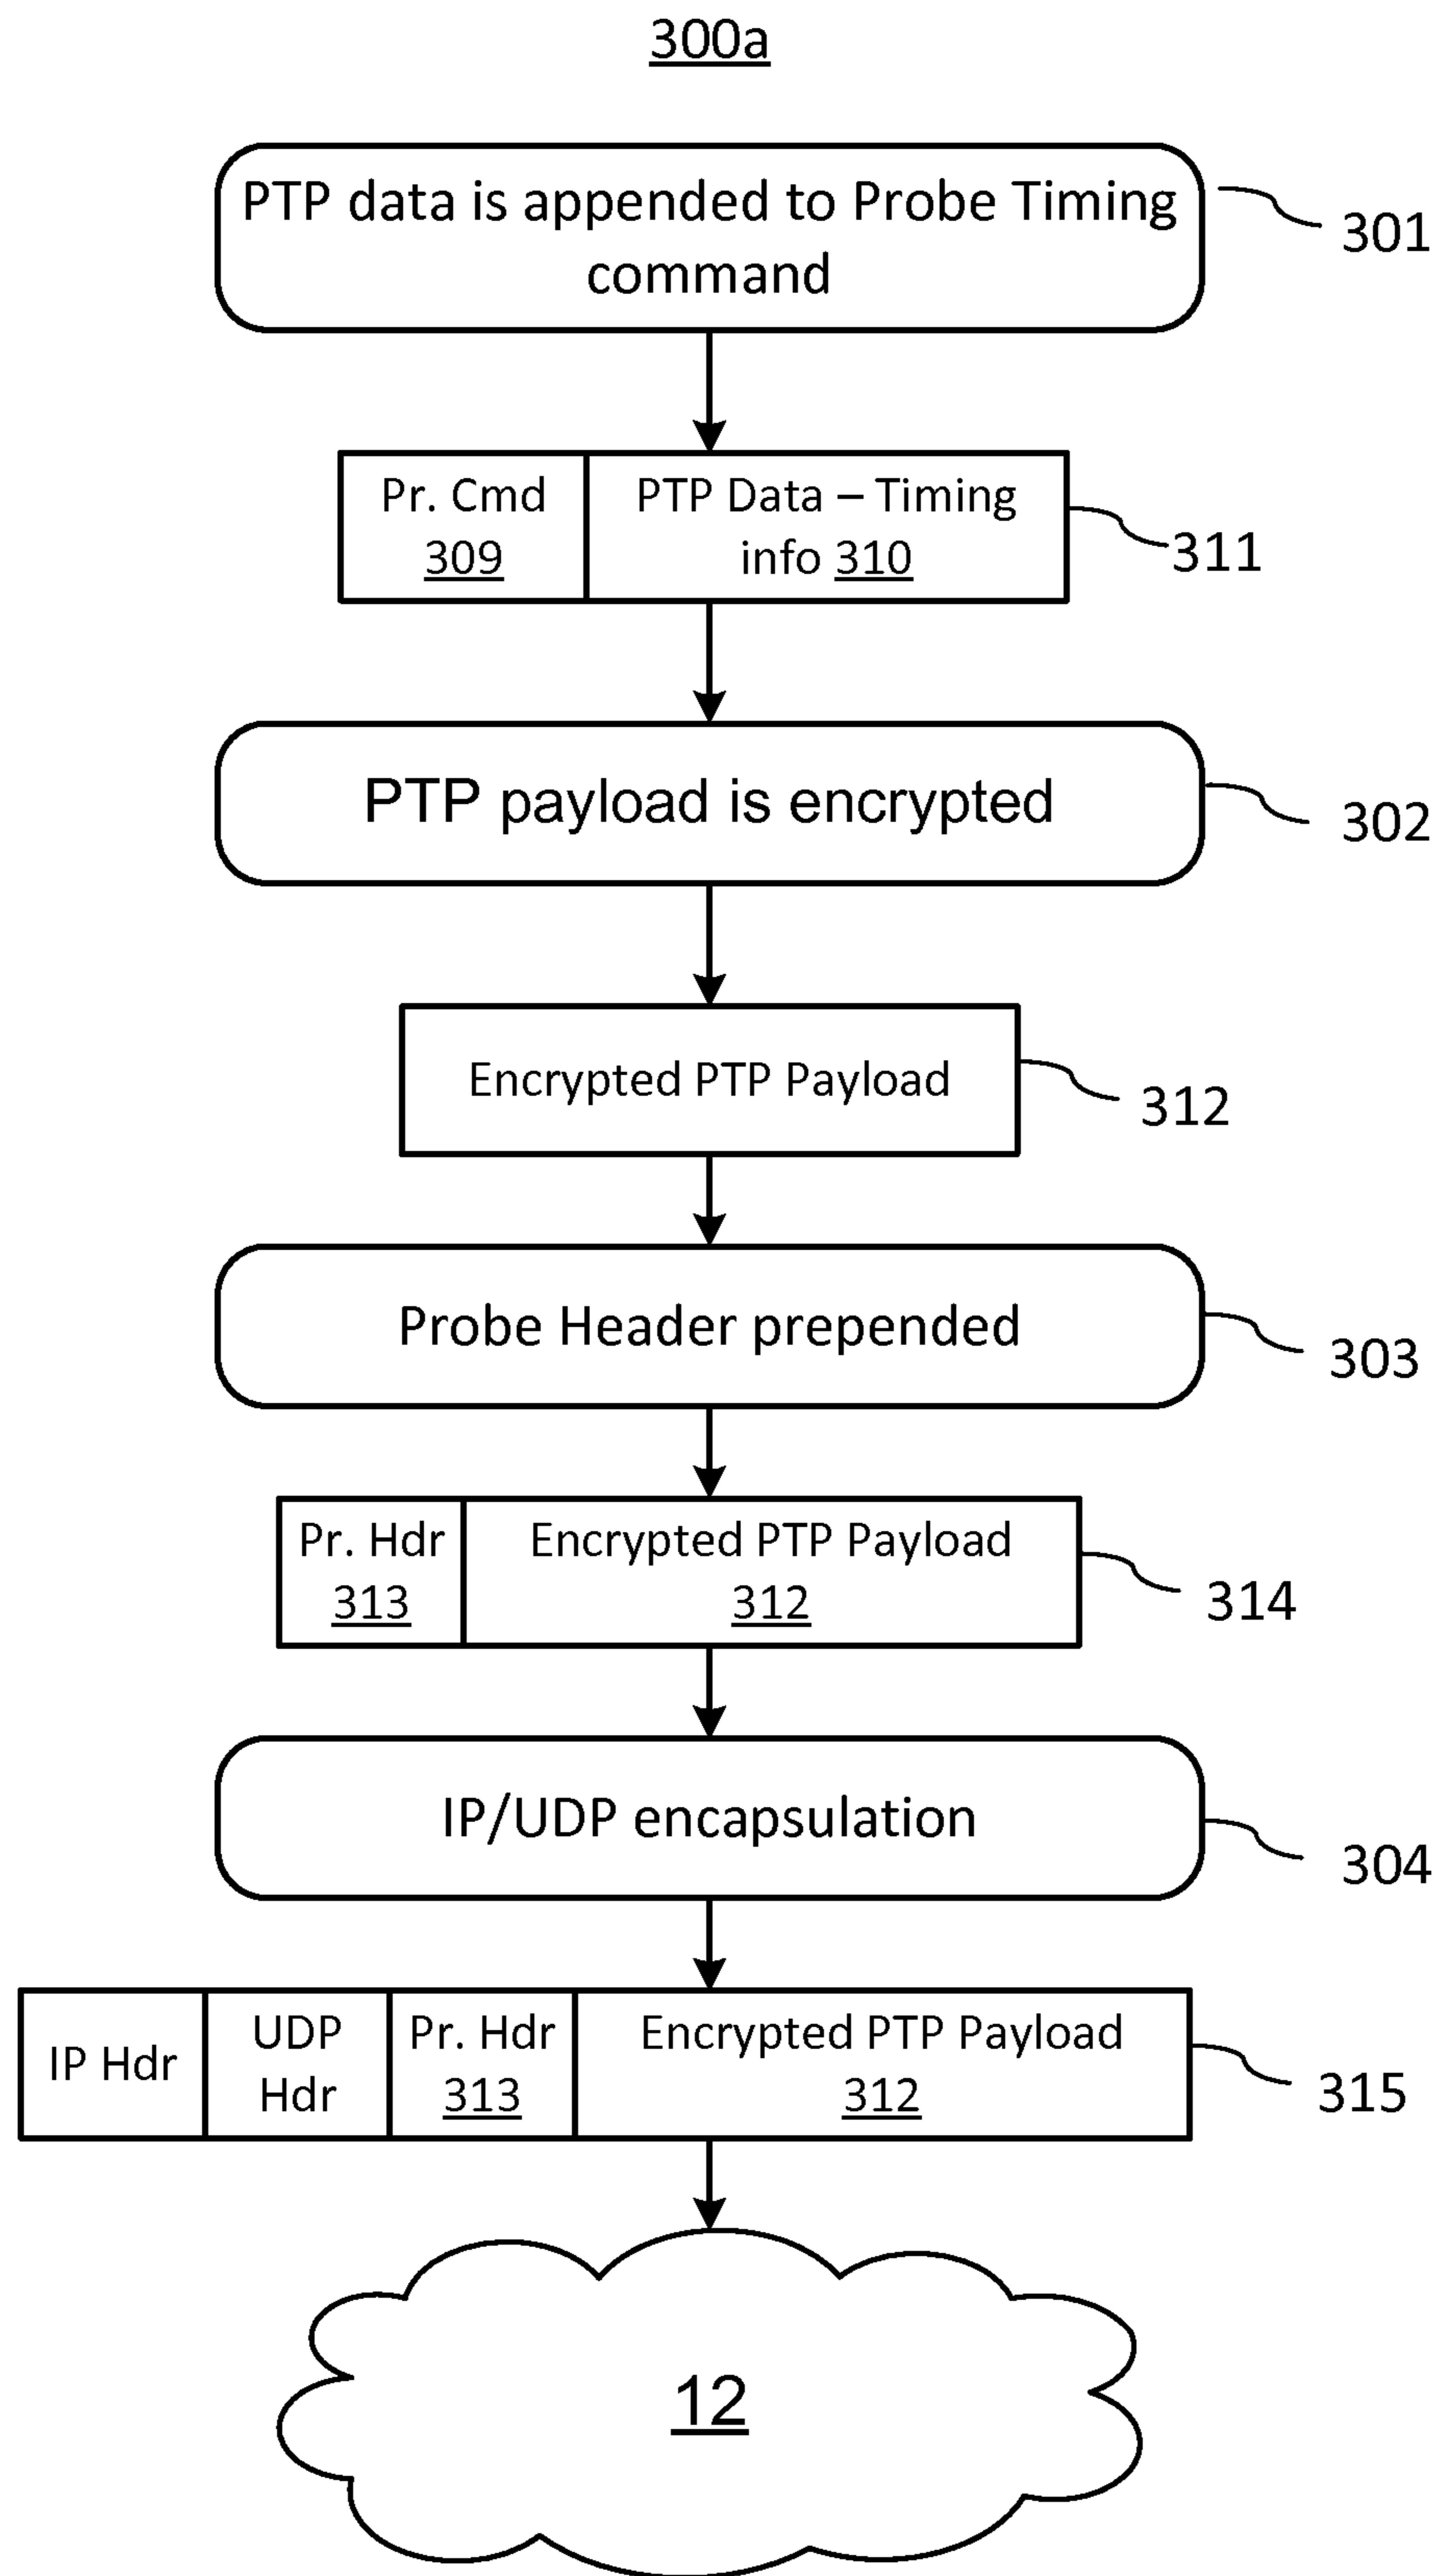 300a
PTP data is appended to Probe Timing
command
301
Pr. Cmd
309
PTP Data – Timing
info 310
311
PTP payload is encrypted
302
Encrypted PTP Payload
312
Probe Header prepended
303
Pr. Hdr
313
Encrypted PTP Payload
312
314
IP/UDP encapsulation
304
IP Hdr
UDP
Hdr
Pr. Hdr
313
Encrypted PTP Payload
312
315
12